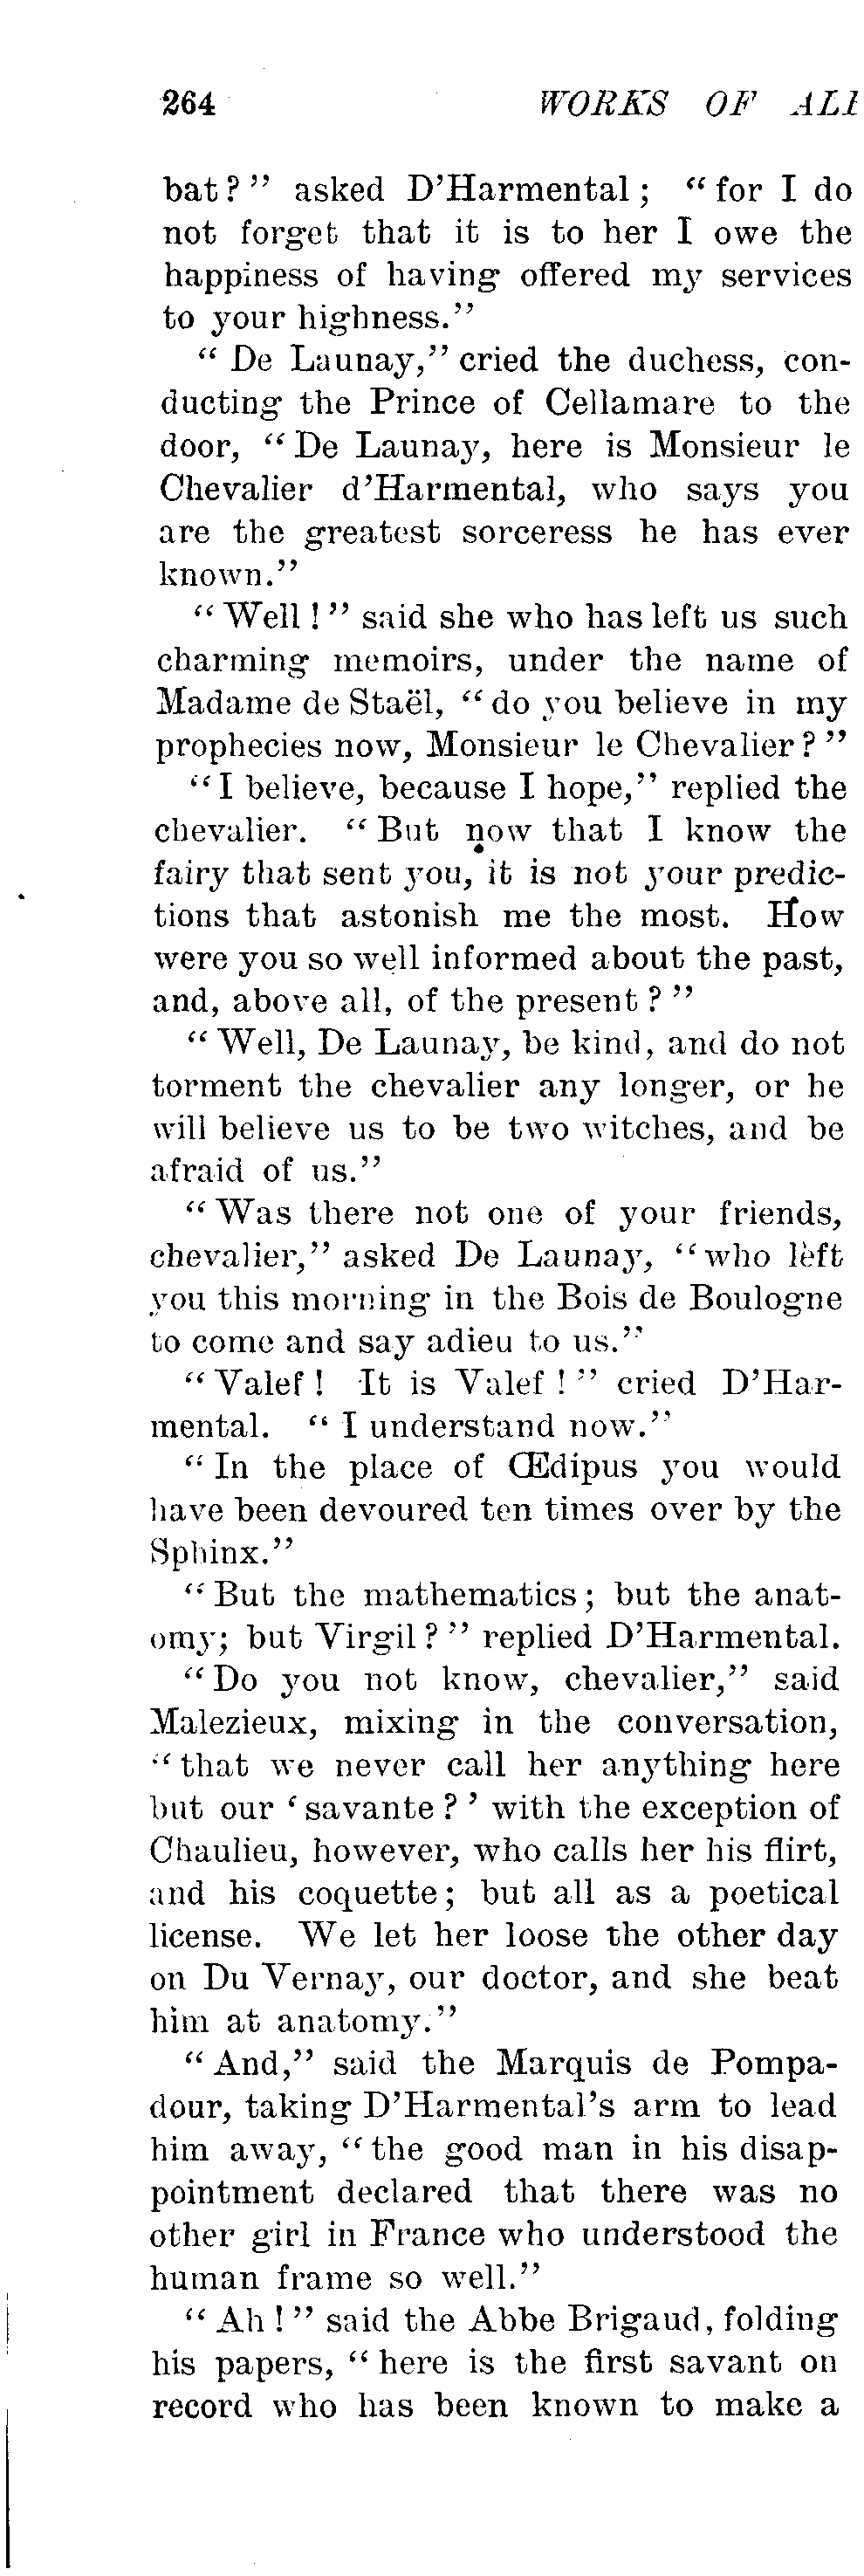 264 WORKS OF
bat?" asked D'Harmental; "for I do
not forget that it is to her I owe the
happiness of having offered my services
to your highness."
"De Launay," cried the duchess, con-
ducting the Prince of Cellamare to the
door, "De Launay, here is Monsieur le
Chevalier d'Harmental, who says you
are the greatest sorceress he has ever
known."
"Well!" said she who has left us such
charming memoirs, under the name of
Madame de Staël, "do you believe in my
prophecies now, Monsieur le Chevalier?"
"I believe, because I hope," replied the
chevalier. "But now that I know the
fairy that sent you, it is not your predic-
tions that astonish me the most. How
were you so well informed about the past,
and, above all, of the present?"
"Well, De Launay, be kind, and do not
torment the chevalier any longer, or he
will believe us to be two witches, and be
afraid of us."
"Was there not one of your friends,
chevalier," asked De Launay, "who left
you this morning in the Bois de Boulogne
to come and say adieu to us."
"Valef! It is Valef!" cried D'Har-
mental. "I understand now."
"In the place of Œdipus you would
have been devoured ten times over by the
Sphinx."
"But the mathematics; but the anat-
omy; but Virgil?" replied D'Harmental.
"Do you not know, chevalier," said
Malezieux, mixing in the conversation,
"that we never call her anything here
but our 'savante?' with the exception of
Chaulieu, however, who calls her his flirt,
and his coquette; but all as a poetical
license. We let her loose the other day
on Du Vernay, our doctor, and she beat
him at anatomy."
"And," said the Marquis de Pompa-
dour, taking D'Harmental's arm to lead
him away, "the good man in his disap-
pointment declared that there was no
other girl in France who understood the
human frame so well."
"Ah!" said the Abbe Brigaud, folding
his papers, "here is the first savant on
record who has been known to make a